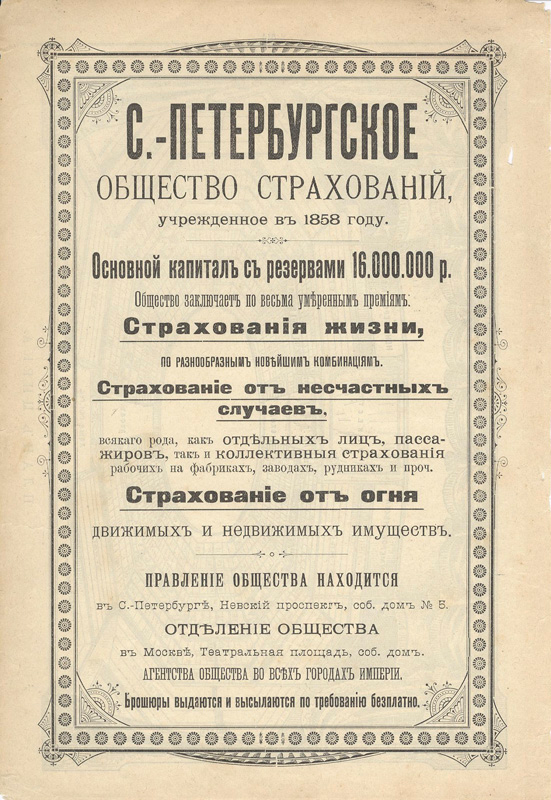 С.-ПЕТЕРБУРГСКОЕ
ОБЩЕСТВО СТРАХОВАНІЙ,
учрежденное въ 1858 году.
Основной капиталъ съ резервами 16.000.000 р.
Общество заключаетъ по весьма умѣреннымъ преміямъ:
Страхованія жизни,
ПО РАЗНООБРАЗНЫМЪ НОВѢЙШИМЪ КОМБИНАЦІЯМЪ.
Страхованіе отъ несчастныхъ
случаевъ,
всякаго рода, какъ отдѣльныхъ лицъ, пасса-
жировъ, такъ и коллективныя страхованія
рабочихъ на фабрикахъ, заводахъ, рудникахъ и проч.
Страхованіе отъ огня
движимыхъ и недвижимыхъ имуществъ.
ПРАВЛЕНІЕ ОБЩЕСТВА НАХОДИТСЯ
въ С.-Петербургѣ, Невскій проспектъ, соб. домъ № 5.
ОТДѢЛЕНІЕ ОБЩЕСТВА
въ Москвѣ, Театральная площадь, соб. домъ.
АГЕНТСТВА ОБЩЕСТВА ВО ВСѢХЪ ГОРОДАХЪ ИМПЕРІИ.
Брошюры выдаются и высылаются по требованію безплатно.